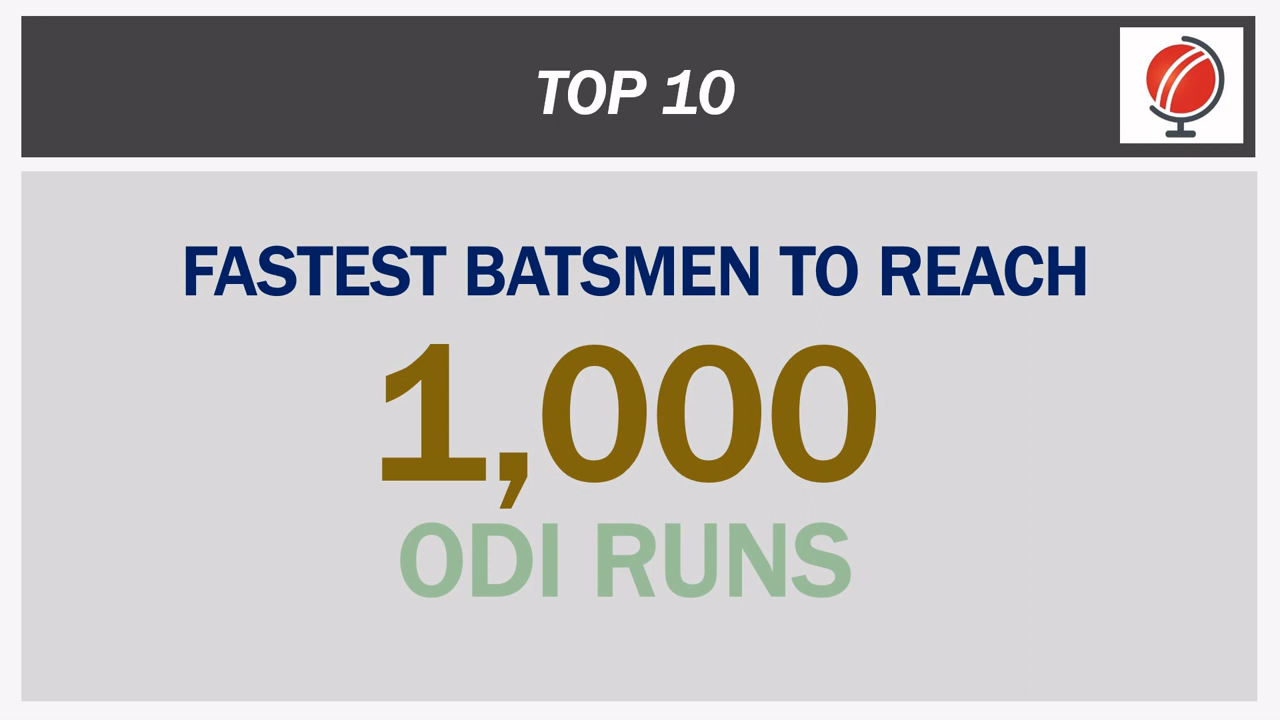 TOP 10
FASTEST BATSMEN TO REACH
1,000
ODI RUNS